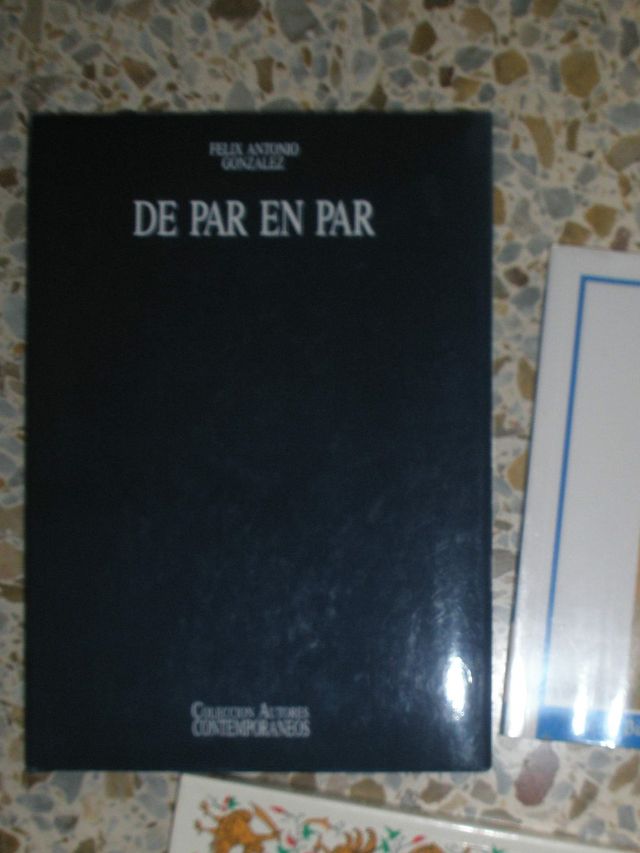 FELIX ANTONIO
GONZALEZ
DE PAR EN PAR
COLECCION AUTORES
CONTEMPORANEOS